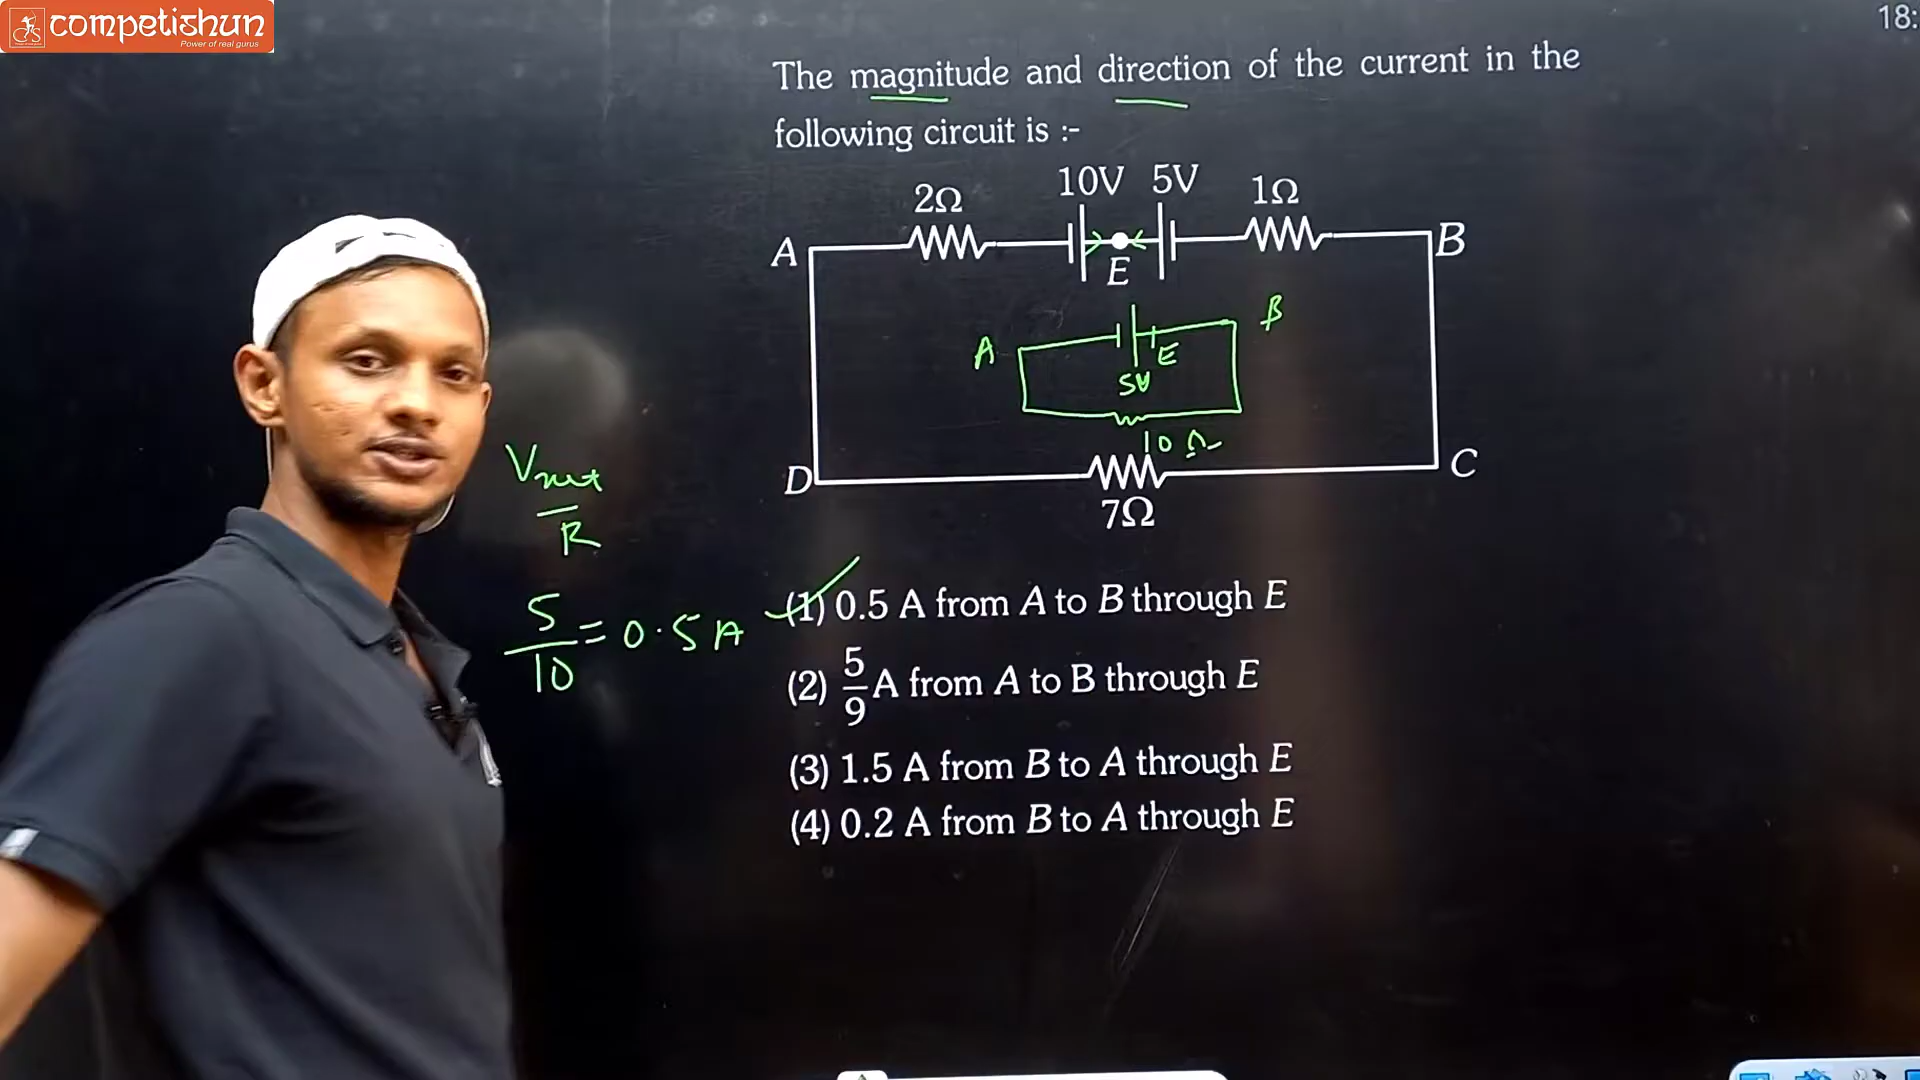 competishun
Power of real gurus
18:
The magnitude and direction of the current in the
following circuit is :-
2Ω 10V 5V 1Ω
A B
E
A B
E
5V
10 Ω
D C
7Ω
Vnet
R
5
10
= 0.5 A
(1) 0.5 A from A to B through E
(2) 5/9 A from A to B through E
(3) 1.5 A from B to A through E
(4) 0.2 A from B to A through E